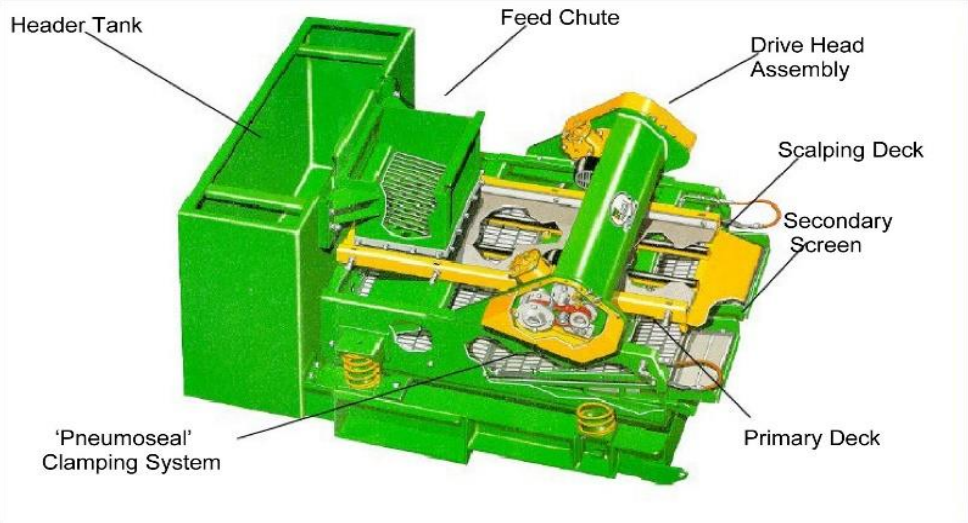 Header Tank
Feed Chute
Drive Head
Assembly
Scalping Deck
Secondary
Screen
Primary Deck
‘Pneumoseal’
Clamping System